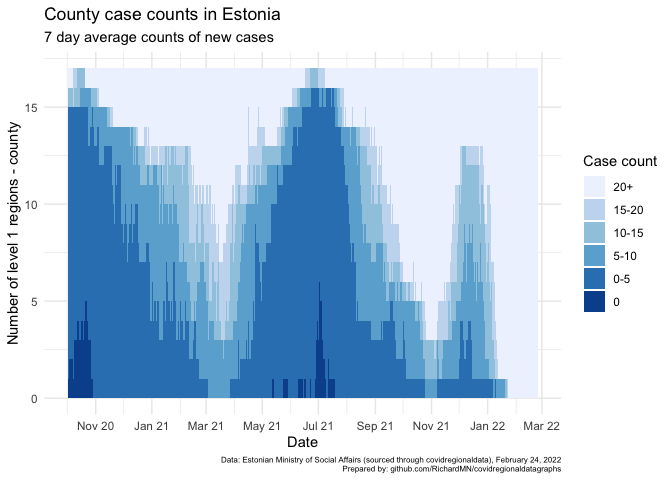 County case counts in Estonia
7 day average counts of new cases
Number of level 1 regions - county
15
10
5
0
Nov 20 Jan 21 Mar 21 May 21 Jul 21 Sep 21 Nov 21 Jan 22 Mar 22
Date
Case count
20+
15-20
10-15
5-10
0-5
0
Data: Estonian Ministry of Social Affairs (sourced through covidregionaldata), February 24, 2022
Prepared by: github.com/RichardMN/covidregionaldatagraphs